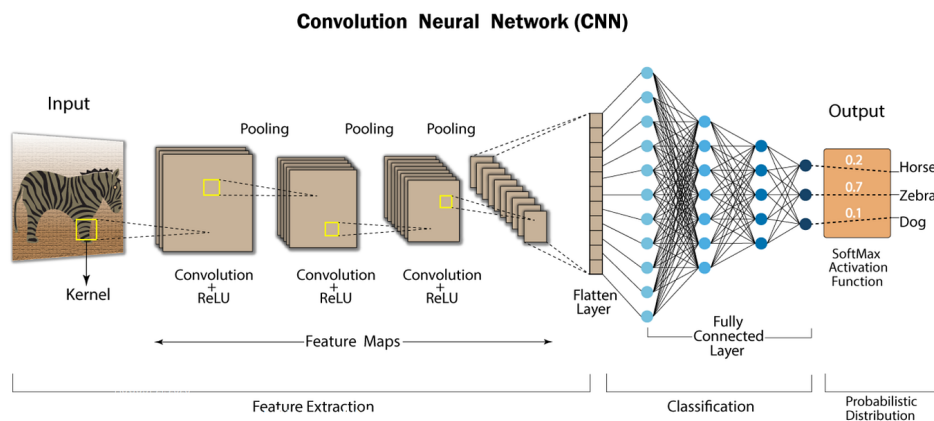 Convolution Neural Network (CNN)
Input
Pooling
Pooling
Pooling
Output
0.2
Horse
0.7
Zebra
0.1
Dog
Kernel
Convolution
+
ReLU
Convolution
+
ReLU
Convolution
+
ReLU
Flatten
Layer
SoftMax
Activation
Function
Fully
Connected
Layer
Feature Maps
Feature Extraction
Classification
Probabilistic
Distribution